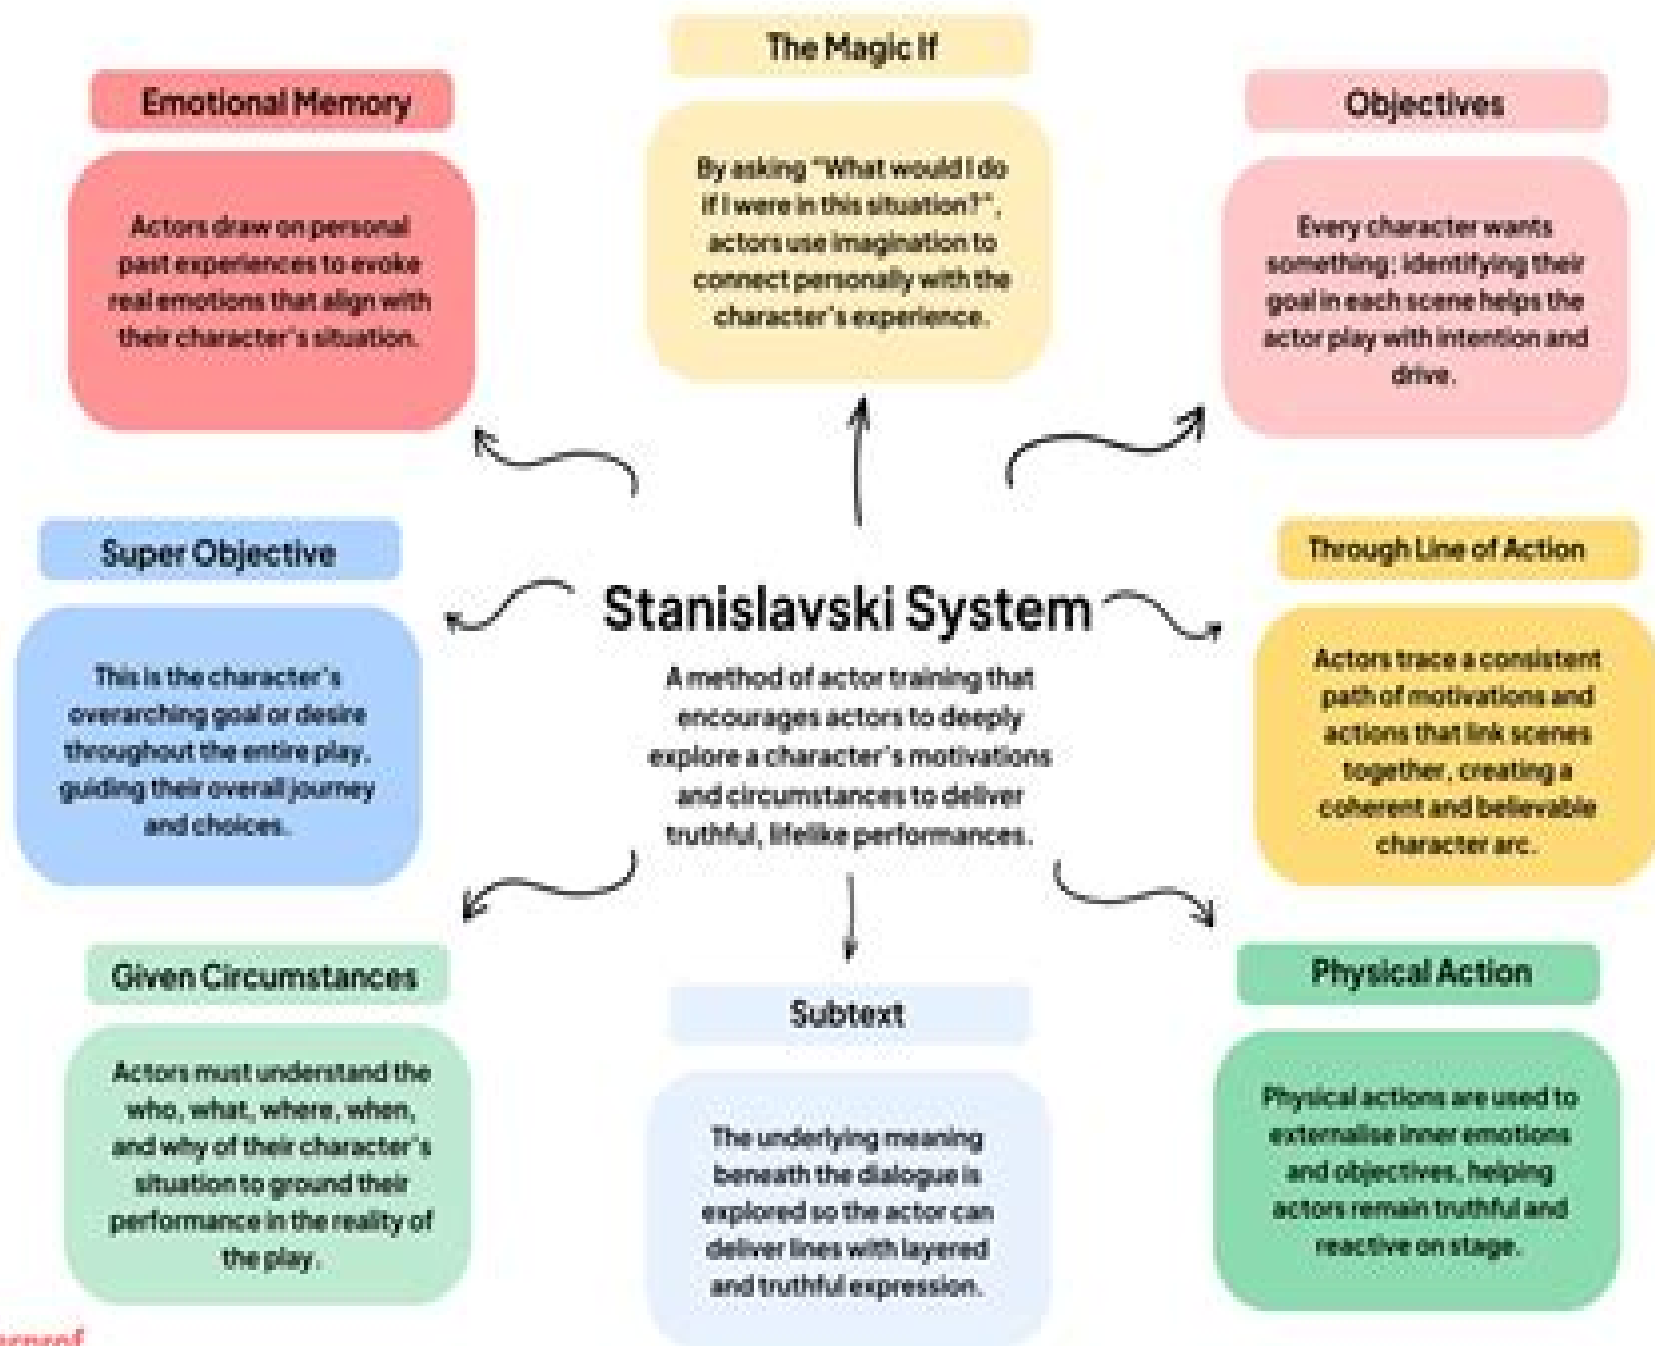 The Magic If
By asking "What would I do
if I were in this situation?",
actors use imagination to
connect personally with the
character's experience.
Emotional Memory
Actors draw on personal
past experiences to evoke
real emotions that align with
their character's situation.
Objectives
Every character wants
something; identifying their
goal in each scene helps the
actor play with intention and
drive.
Super Objective
This is the character's
overarching goal or desire
throughout the entire play,
guiding their overall journey
and choices.
Stanislavski System
A method of actor training that
encourages actors to deeply
explore a character's motivations
and circumstances to deliver
truthful, lifelike performances.
Through Line of Action
Actors trace a consistent
path of motivations and
actions that link scenes
together, creating a
coherent and believable
character arc.
Given Circumstances
Actors must understand the
who, what, where, when,
and why of their character's
situation to ground their
performance in the reality of
the play.
Subtext
The underlying meaning
beneath the dialogue is
explored so the actor can
deliver lines with layered
and truthful expression.
Physical Action
Physical actions are used to
externalise inner emotions
and objectives, helping
actors remain truthful and
reactive on stage.